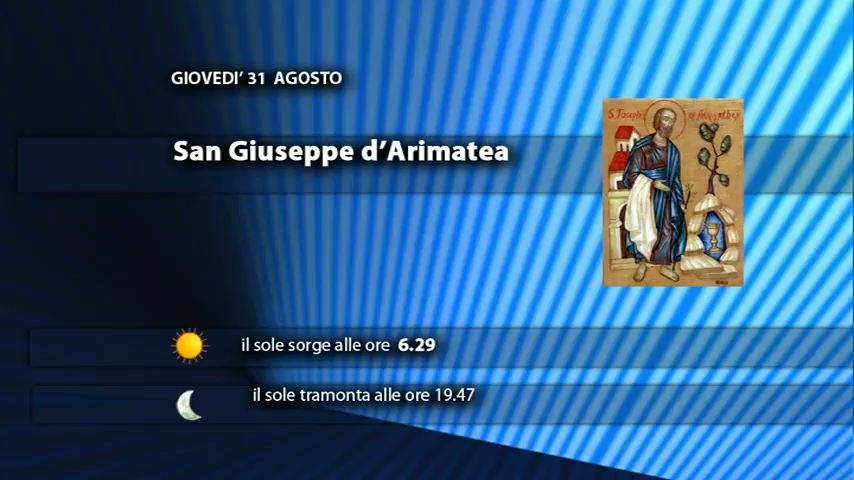 GIOVEDI’ 31 AGOSTO
San Giuseppe d’Arimatea
S. Joseph
il sole sorge alle ore 6.29
il sole tramonta alle ore 19.47